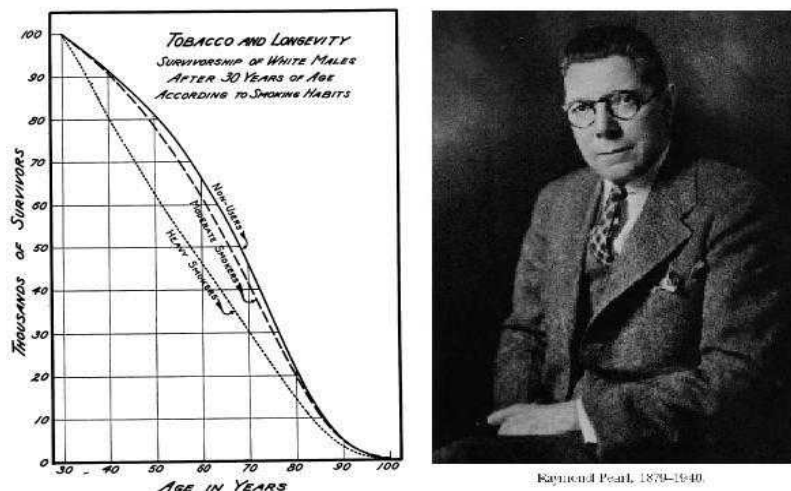 TOBACCO AND LONGEVITY
SURVIVORSHIP OF WHITE MALES
AFTER 30 YEARS OF AGE
ACCORDING TO SMOKING HABITS
THOUSANDS OF SURVIVORS
100
90
80
70
60
50
40
30
20
10
0
NON-USERS
MODERATE SMOKERS
HEAVY SMOKERS
30 40 50 60 70 80 90 100
AGE IN YEARS
Raymond Pearl, 1879–1940.